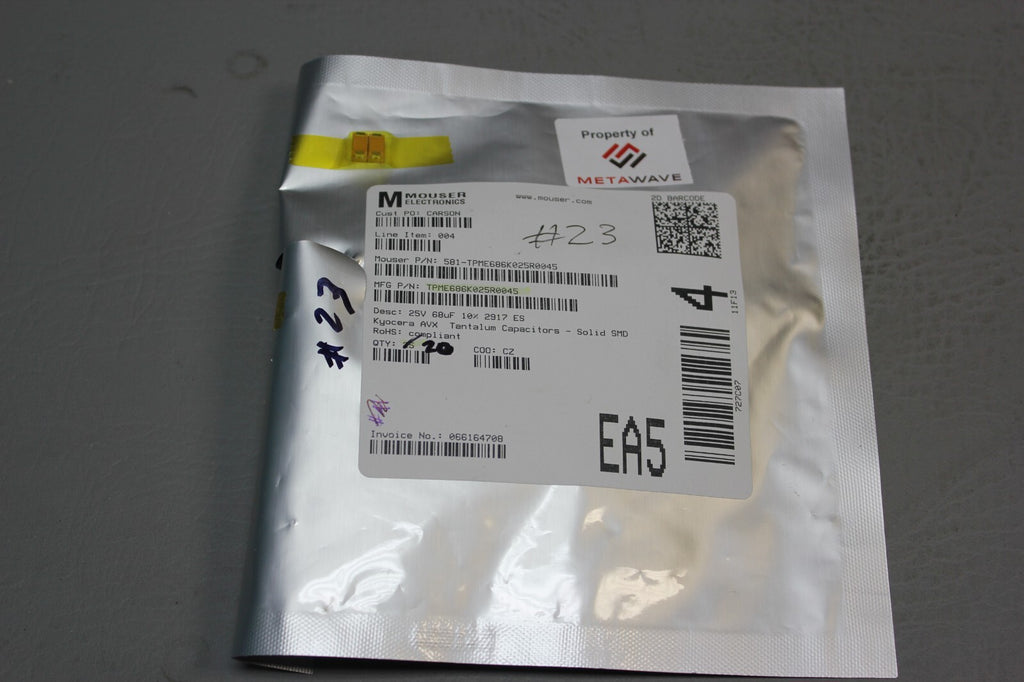 Property of
METAWAVE
MOUSER
ELECTRONICS
www.mouser.com
2D BARCODE
Cust PO: CARSON
Line Item: 004
#23
Mouser P/N: 581-TPME686K025R0045
MFG P/N: TPME686K025R0045
Desc: 25V 68uF 10% 2917 ES
Kyocera AVX Tantalum Capacitors - Solid SMD
RoHS: compliant
QTY: 20
COO: CZ
Invoice No.: 066164708
EA5
4
11F13
727C07
#23